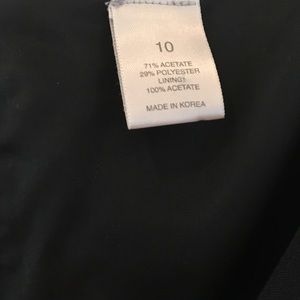 10
71% ACETATE
29% POLYESTER
LINING:
100% ACETATE
MADE IN KOREA